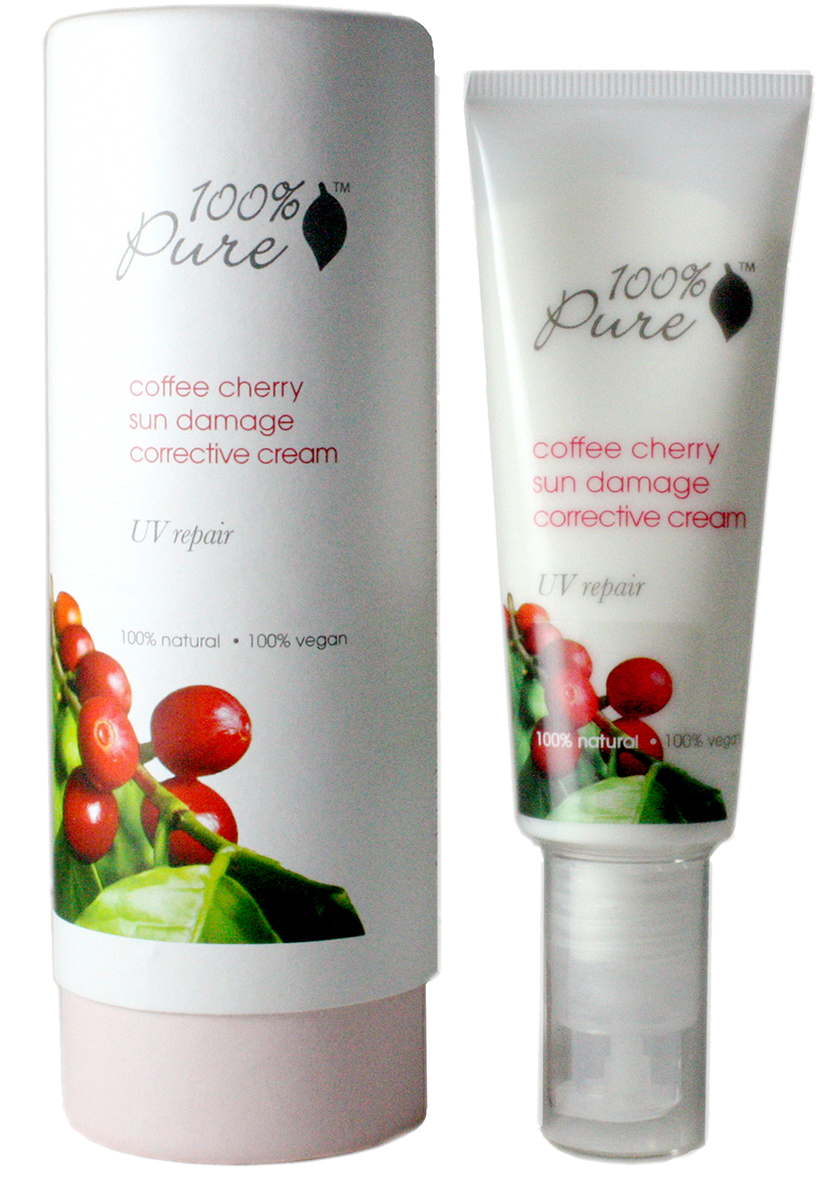 100%
Pure
TM
coffee cherry
sun damage
corrective cream
UV repair
100% natural • 100% vegan
100%
Pure
TM
coffee cherry
sun damage
corrective cream
UV repair
100% natural • 100% vegan